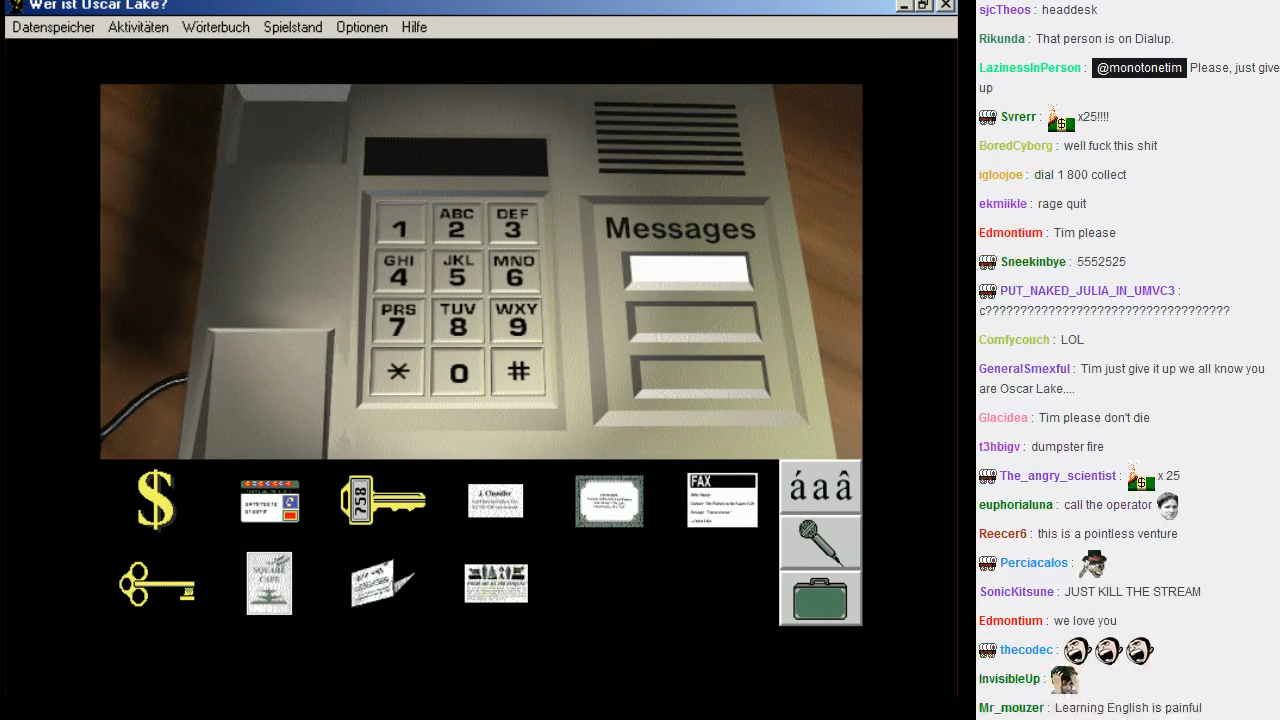 Wer ist Oscar Lake?
Datenspeicher Aktivitäten Wörterbuch Spielstand Optionen Hilfe
1 ABC 2 DEF 3
GHI 4 JKL 5 MNO 6
PRS 7 TUV 8 WXY 9
* 0 #
Messages
$
758
J. Chandler
FAX
á a â
SQUARE
CAFE
sjcTheos : headdesk
Rikunda : That person is on Dialup.
LazinessInPerson : @monotonetim Please, just give
up
Svrerr : x25!!!!
BoredCyborg : well fuck this shit
igloojoe : dial 1 800 collect
ekmiikle : rage quit
Edmontium : Tim please
Sneekinbye : 5552525
PUT_NAKED_JULIA_IN_UMVC3 :
c???????????????????????????????????
Comfycouch : LOL
GeneralSmexful : Tim just give it up we all know you
are Oscar Lake....
Glacidea : Tim please don't die
t3hbigv : dumpster fire
The_angry_scientist : x 25
euphorialuna : call the operator
Reecer6 : this is a pointless venture
Perciacalos :
SonicKitsune : JUST KILL THE STREAM
Edmontium : we love you
thecodec :
InvisibleUp :
Mr_mouzer : Learning English is painful